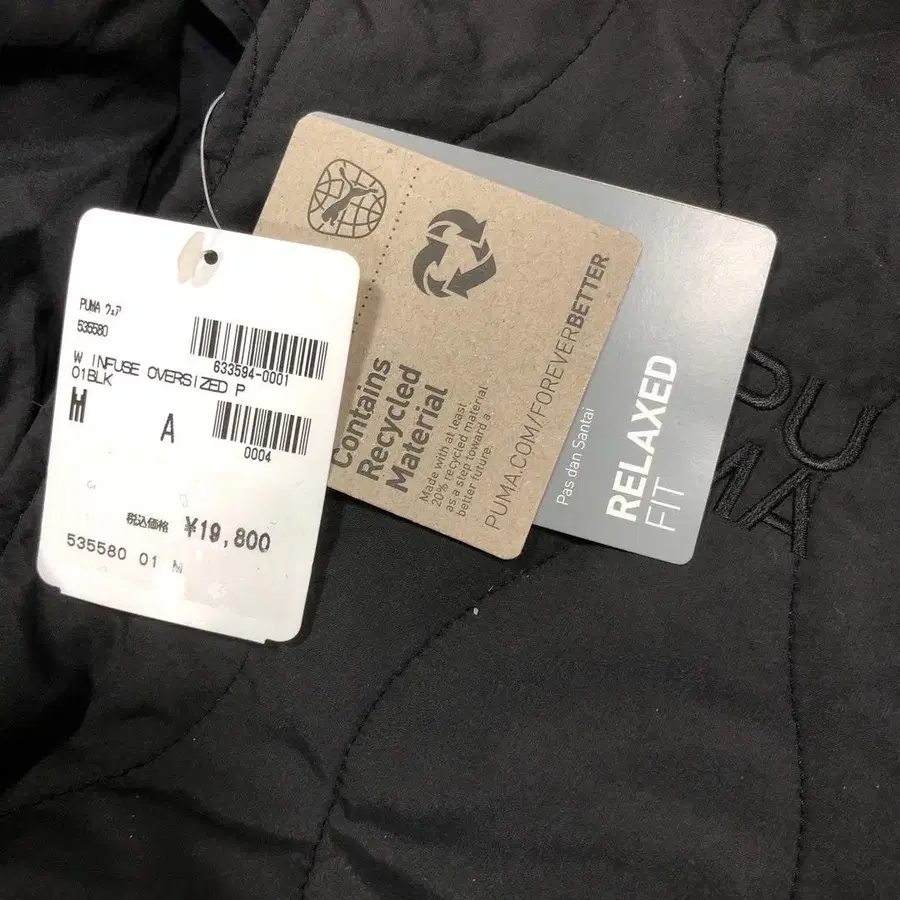 PUMA ウェア
535580
633594-0001
W INFUSE OVERSIZED P
01BLK
M
A
0004
税込価格 ¥19,800
535580 01 M
Contains
Recycled
Material
Made with at least
20% recycled material
as a step toward a
better future.
PUMA.COM/FOREVERBETTER
Pas dan Santai
RELAXED
FIT
PU
MA